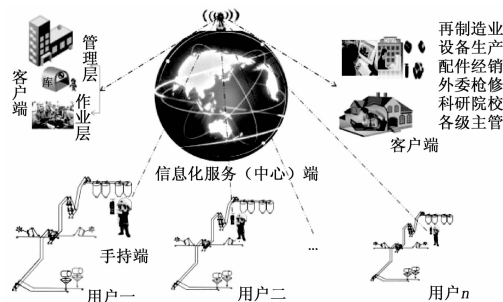 管理层
客户端
库
作业层
再制造业
设备生产
配件经销
外委枪修
科研院校
各级主管
客户端
信息化服务（中心）端
手持端
...
用户一
用户二
用户n